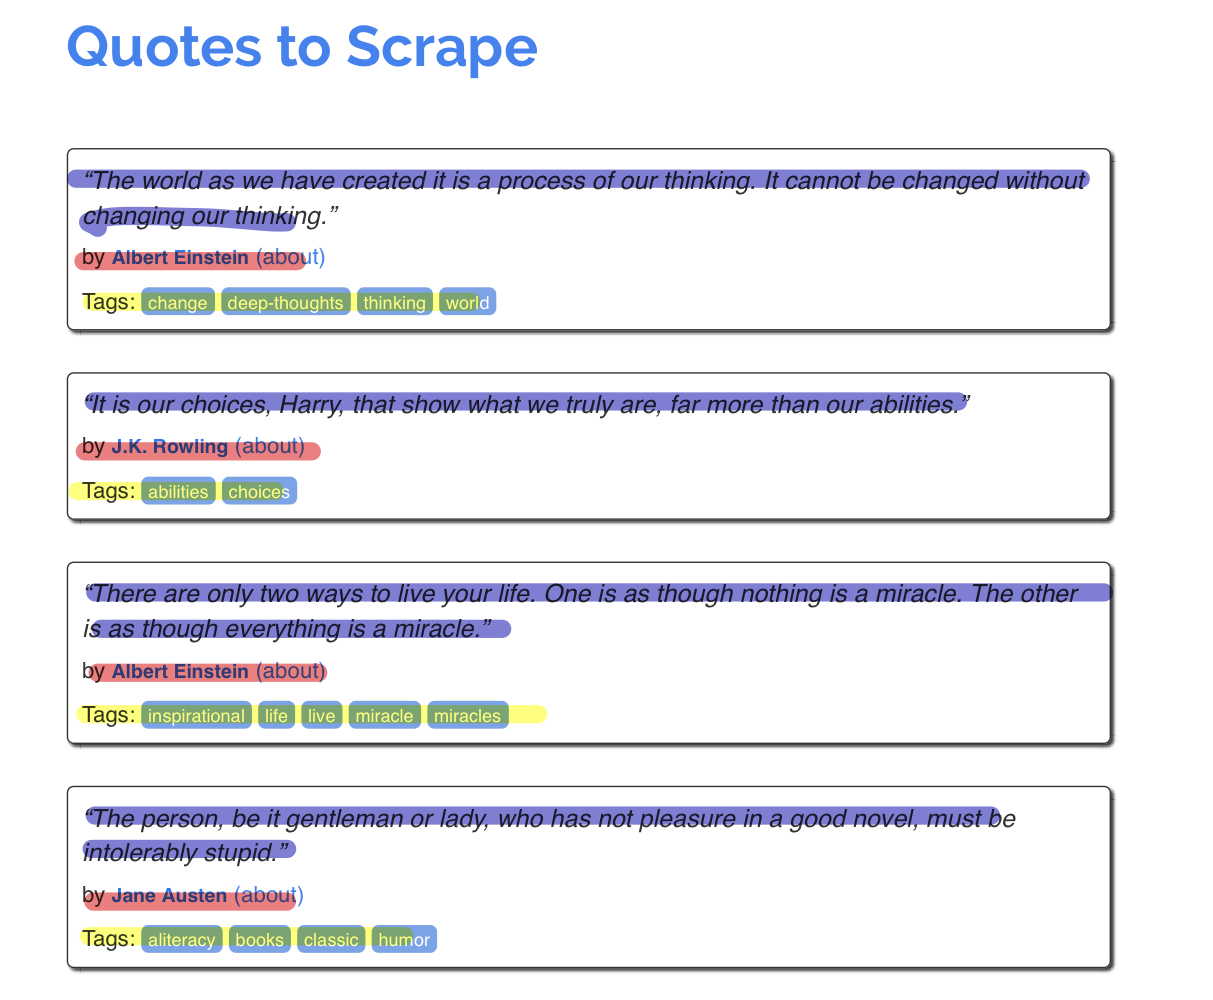 Quotes to Scrape
“The world as we have created it is a process of our thinking. It cannot be changed without
changing our thinking.”
by Albert Einstein (about)
Tags: change deep-thoughts thinking world
“It is our choices, Harry, that show what we truly are, far more than our abilities.”
by J.K. Rowling (about)
Tags: abilities choices
“There are only two ways to live your life. One is as though nothing is a miracle. The other
is as though everything is a miracle.”
by Albert Einstein (about)
Tags: inspirational life live miracle miracles
“The person, be it gentleman or lady, who has not pleasure in a good novel, must be
intolerably stupid.”
by Jane Austen (about)
Tags: aliteracy books classic humor